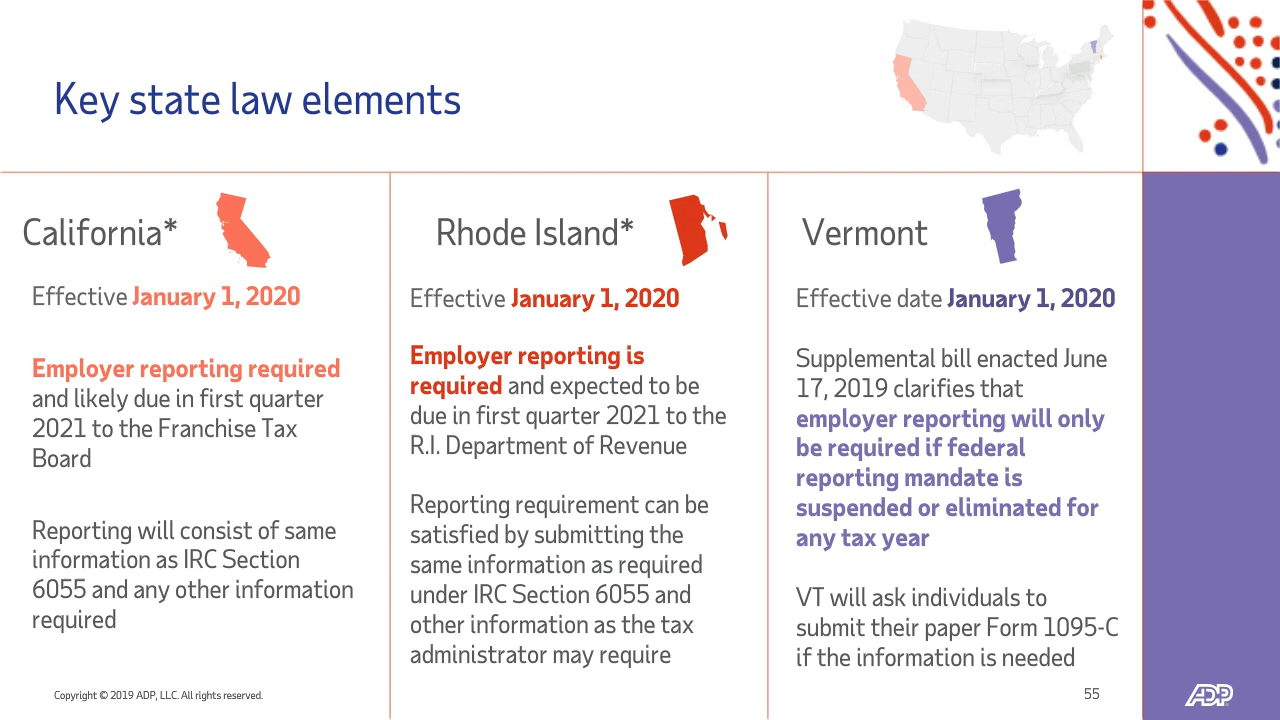 Key state law elements
California*
Effective January 1, 2020
Employer reporting required
and likely due in first quarter
2021 to the Franchise Tax
Board
Reporting will consist of same
information as IRC Section
6055 and any other information
required
Rhode Island*
Effective January 1, 2020
Employer reporting is
required and expected to be
due in first quarter 2021 to the
R.I. Department of Revenue
Reporting requirement can be
satisfied by submitting the
same information as required
under IRC Section 6055 and
other information as the tax
administrator may require
Vermont
Effective date January 1, 2020
Supplemental bill enacted June
17, 2019 clarifies that
employer reporting will only
be required if federal
reporting mandate is
suspended or eliminated for
any tax year
VT will ask individuals to
submit their paper Form 1095-C
if the information is needed
Copyright © 2019 ADP, LLC. All rights reserved.
55
ADP